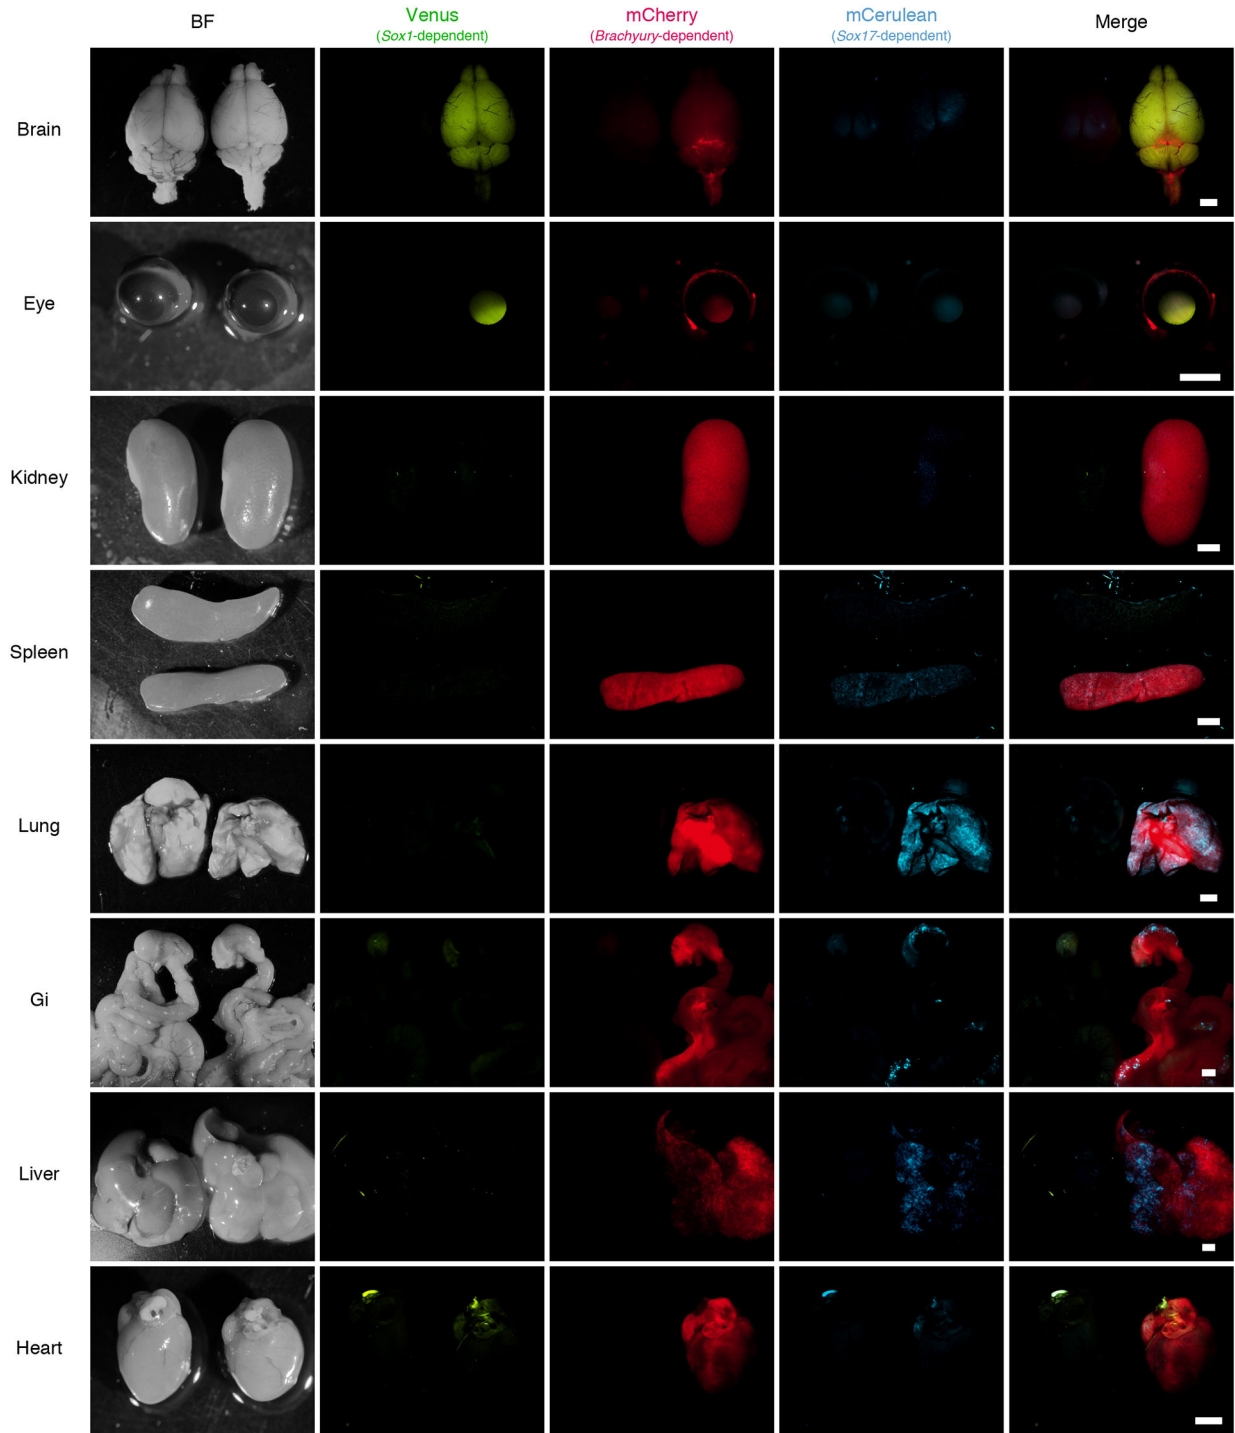 BF
Venus
(Sox1-dependent)
mCherry
(Brachyury-dependent)
mCerulean
(Sox17-dependent)
Merge
Brain
Eye
Kidney
Spleen
Lung
Gi
Liver
Heart